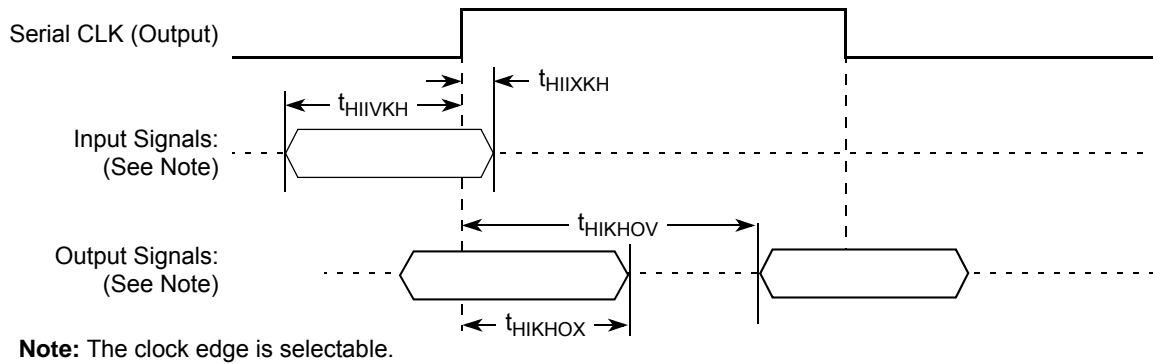 Serial CLK (Output)
tHIIXKH
tHIIVKH
Input Signals:
(See Note)
tHIKHOV
Output Signals:
(See Note)
tHIKHOX
Note: The clock edge is selectable.